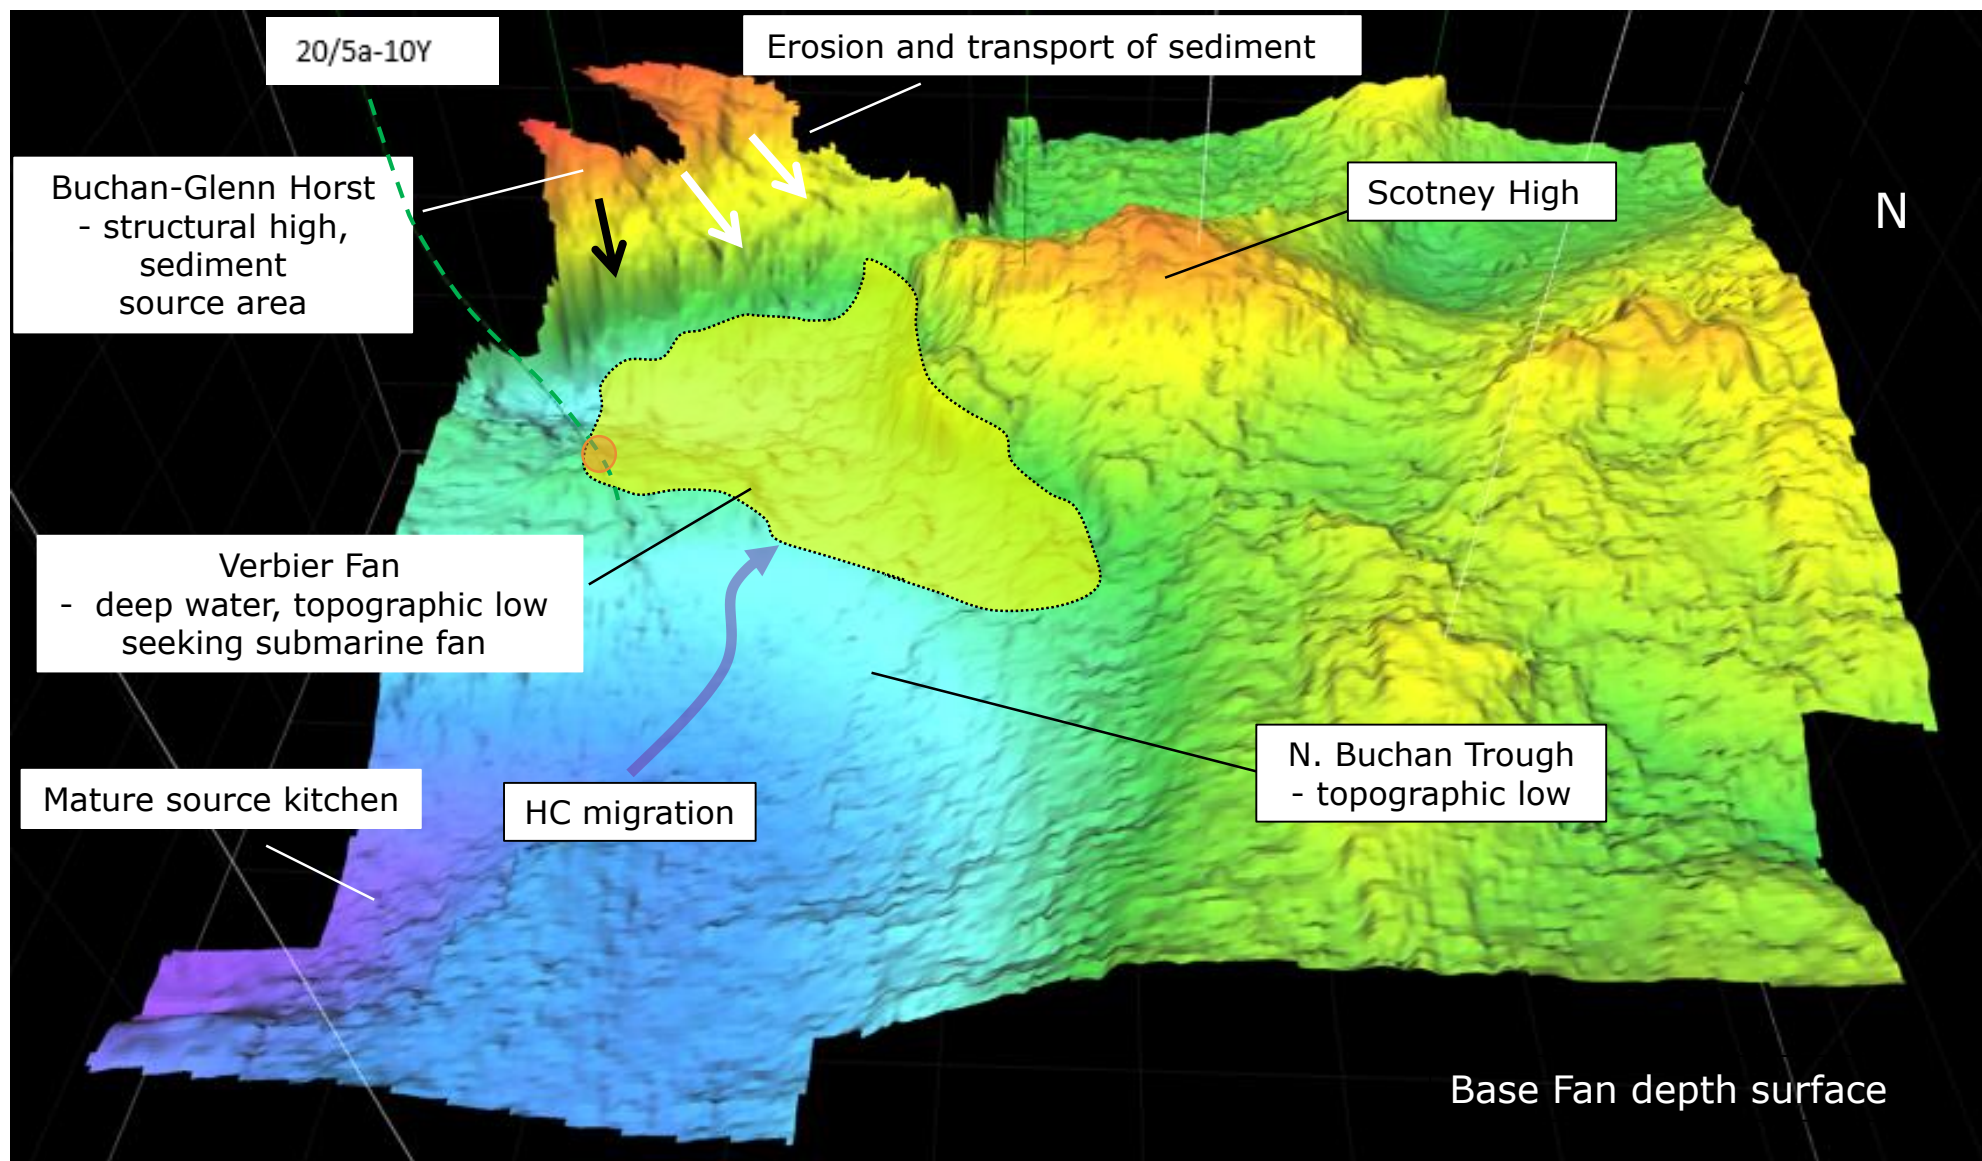 20/5a-10Y
Erosion and transport of sediment
Buchan-Glenn Horst
- structural high,
sediment
source area
Scotney High
N
Verbier Fan
- deep water, topographic low
seeking submarine fan
N. Buchan Trough
- topographic low
Mature source kitchen
HC migration
Base Fan depth surface